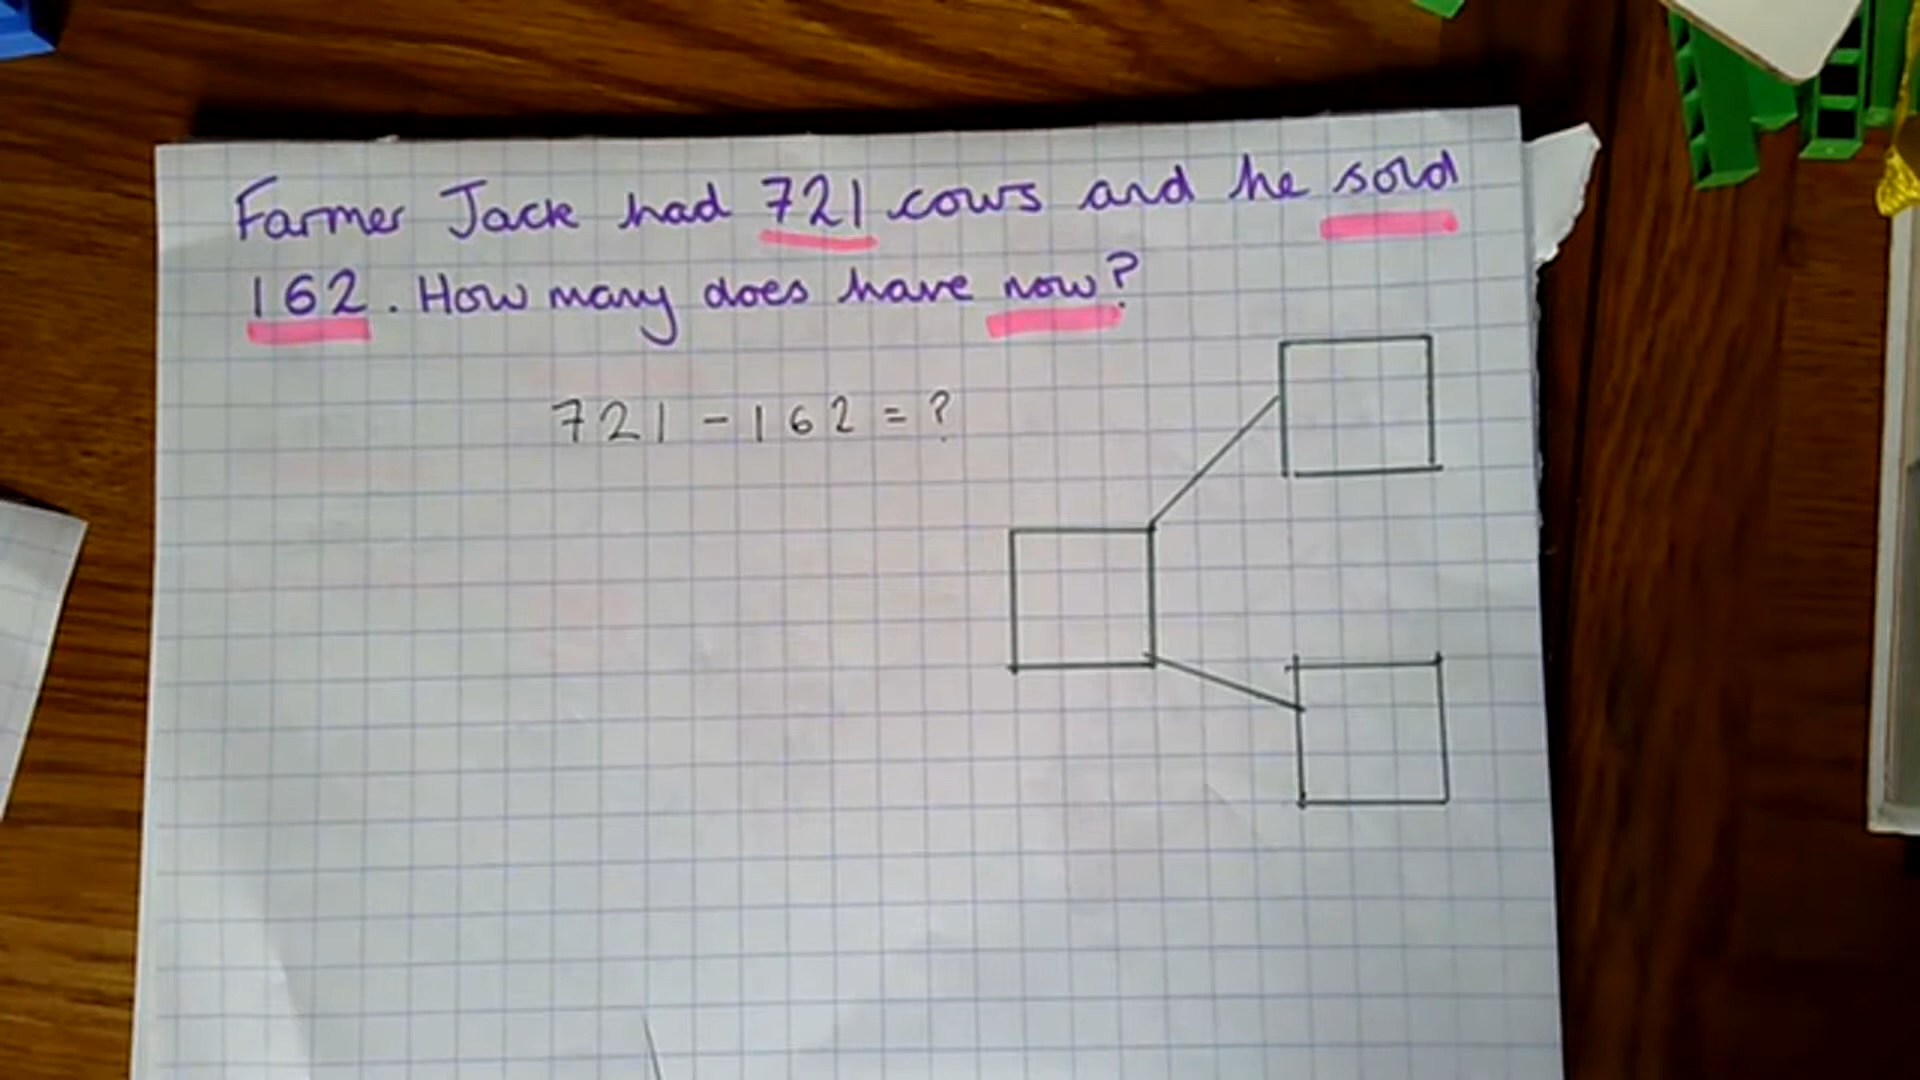 Farmer Jack had 721 cows and he sold
162. How many does have now?
721 - 162 = ?